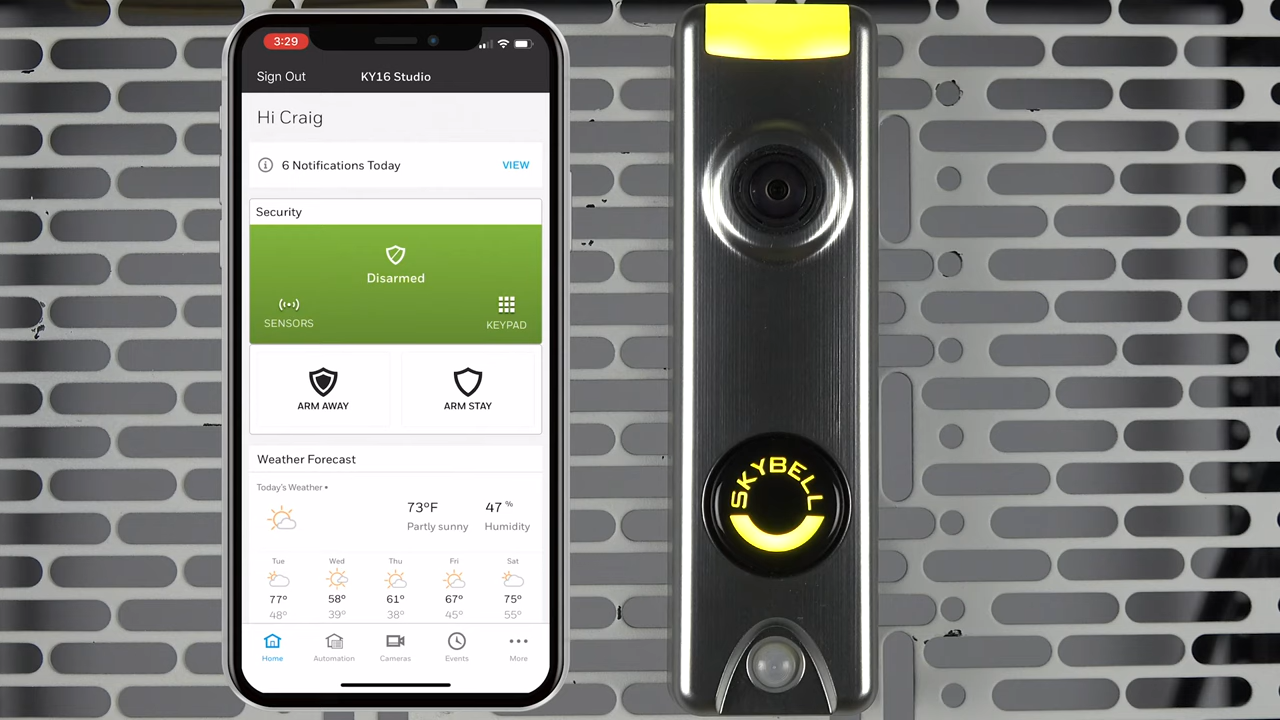 3:29
Sign Out KY16 Studio
Hi Craig
6 Notifications Today VIEW
Security
Disarmed
SENSORS KEYPAD
ARM AWAY ARM STAY
Weather Forecast
Today's Weather
73°F 47 %
Partly sunny Humidity
Tue Wed Thu Fri Sat
77° 58° 61° 67° 75°
48° 39° 38° 45° 55°
Home Automation Cameras Events More
SKYBELL